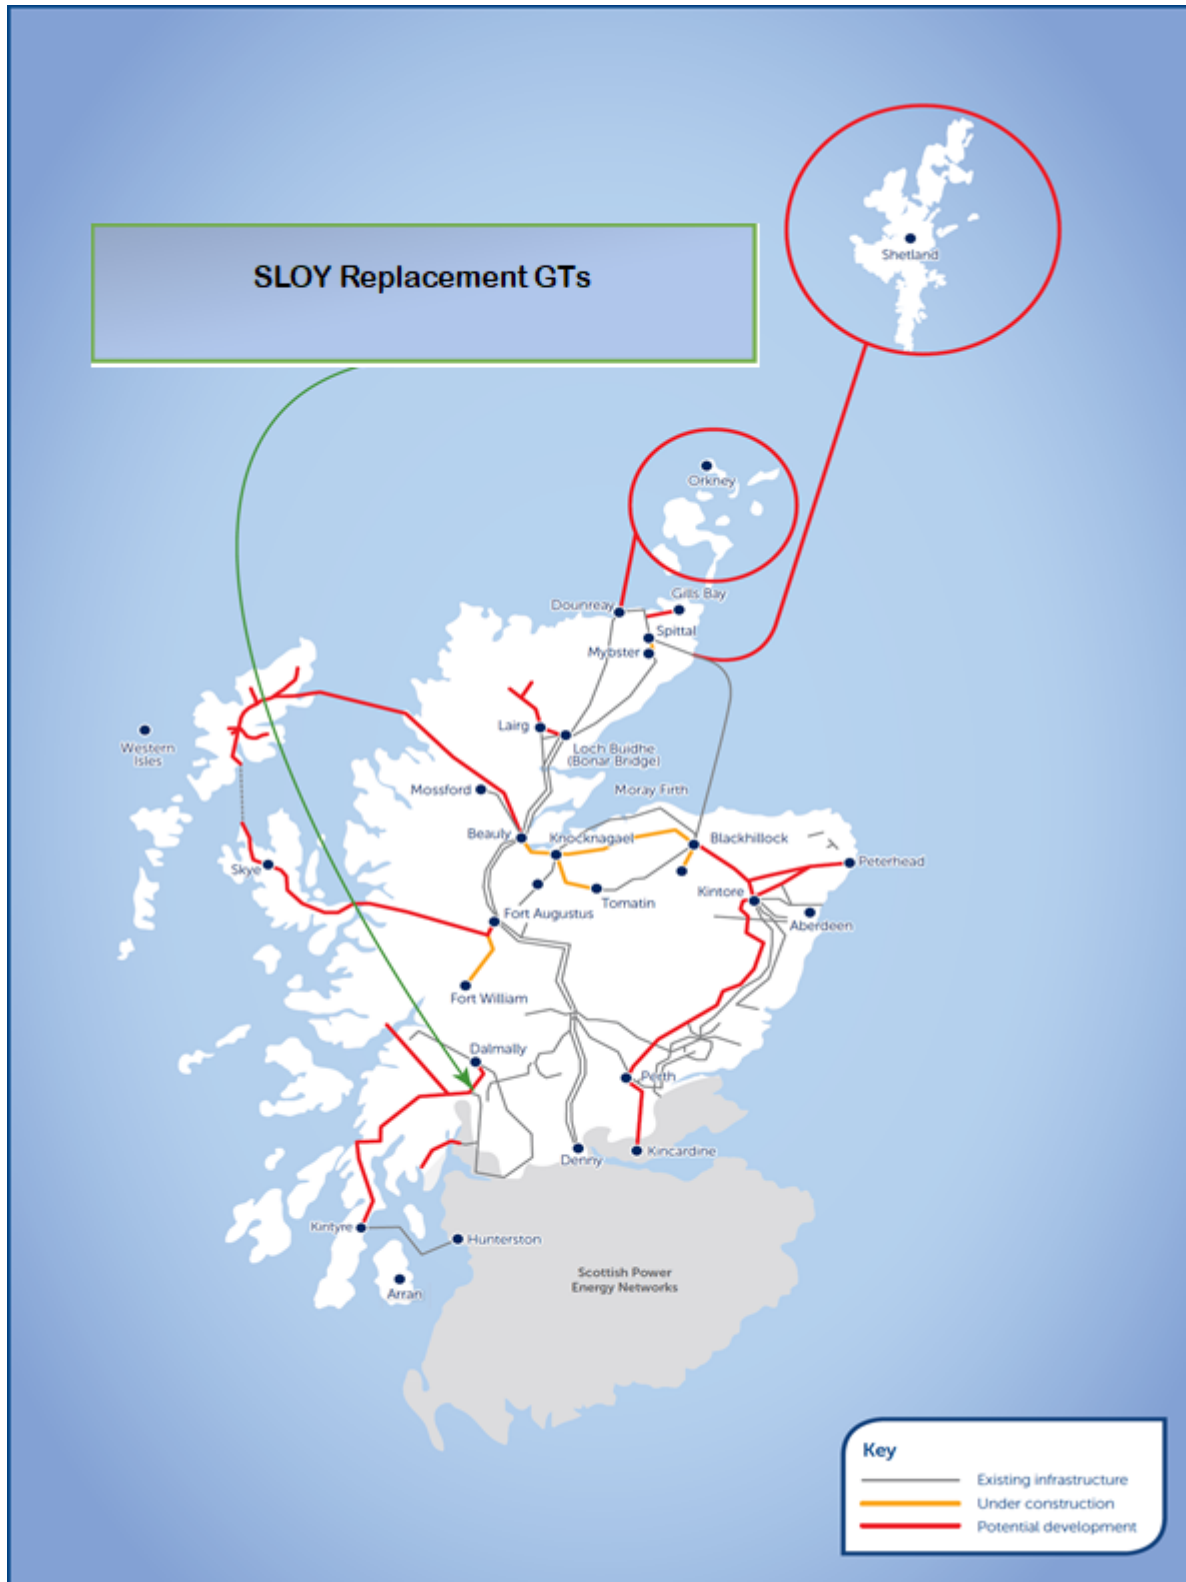 SLOY Replacement GTs
Shetland
Orkney
Gills Bay
Dounreay
Spittal
Mybster
Lairg
Loch Buidhe
(Bonar Bridge)
Western
Isles
Mossford
Moray Firth
Beauly
Knocknagael
Blackhillock
Peterhead
Skye
Tomatin
Kintore
Fort Augustus
Aberdeen
Fort William
Dalmally
Perth
Denny
Kincardine
Kintyre
Hunterston
Arran
Scottish Power
Energy Networks
Key
Existing infrastructure
Under construction
Potential development